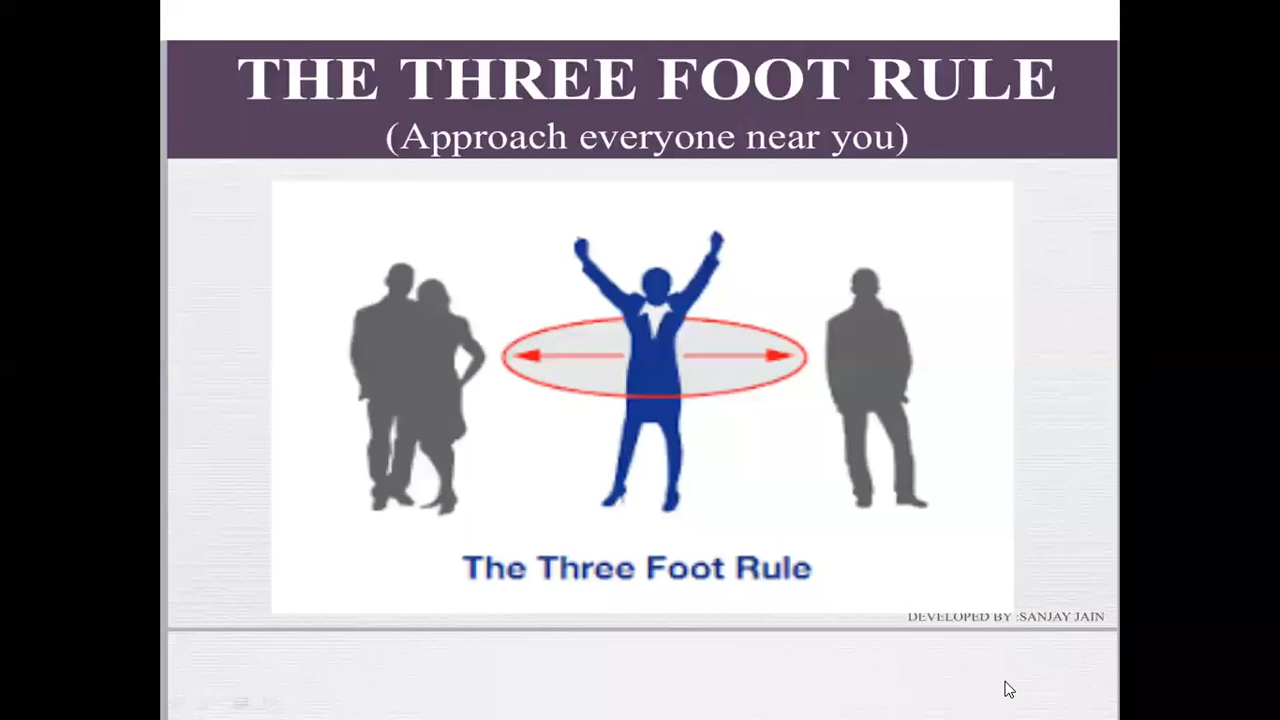 THE THREE FOOT RULE
(Approach everyone near you)
The Three Foot Rule
DEVELOPED BY :SANJAY JAIN